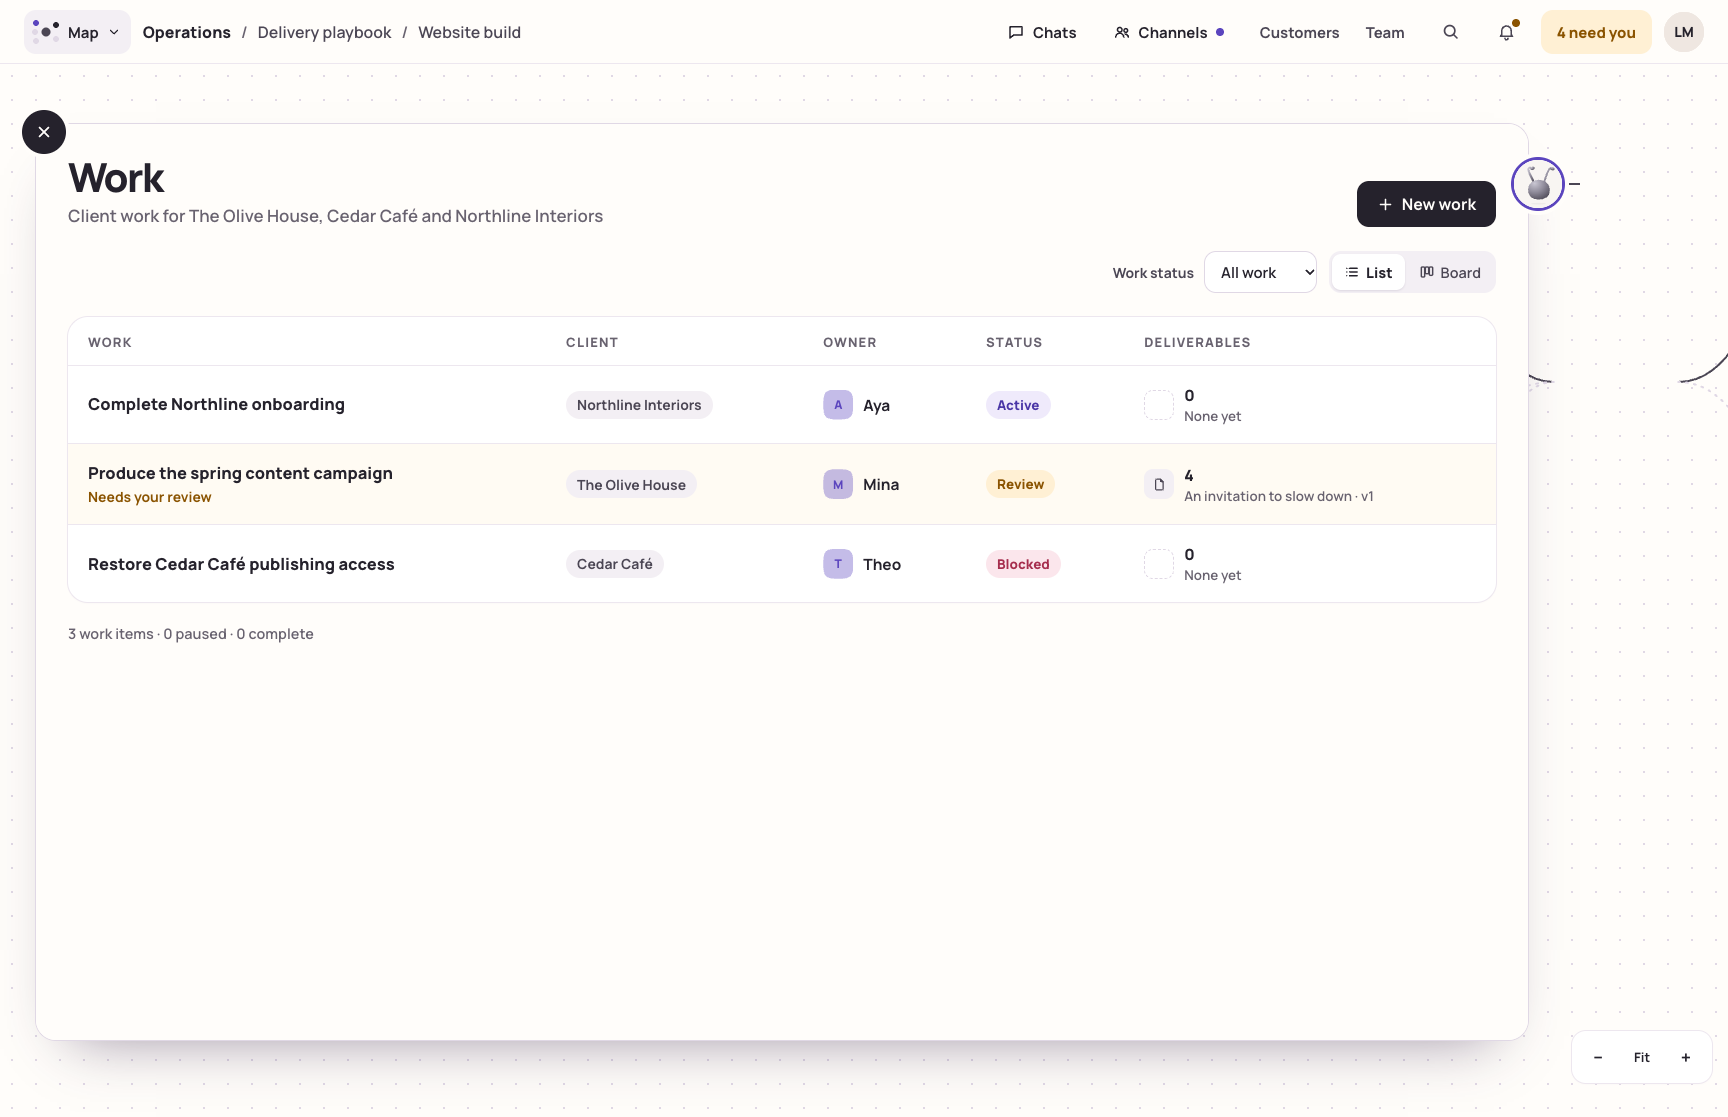 Map
Operations / Delivery playbook / Website build
Chats
Channels
Customers
Team
4 need you
LM
Work
Client work for The Olive House, Cedar Café and Northline Interiors
+ New work
Work status
All work
List
Board
WORK CLIENT OWNER STATUS DELIVERABLES
Complete Northline onboarding
Northline Interiors
A Aya
Active
0
None yet
Produce the spring content campaign
Needs your review
The Olive House
M Mina
Review
4
An invitation to slow down · v1
Restore Cedar Café publishing access
Cedar Café
T Theo
Blocked
0
None yet
3 work items · 0 paused · 0 complete
− Fit +